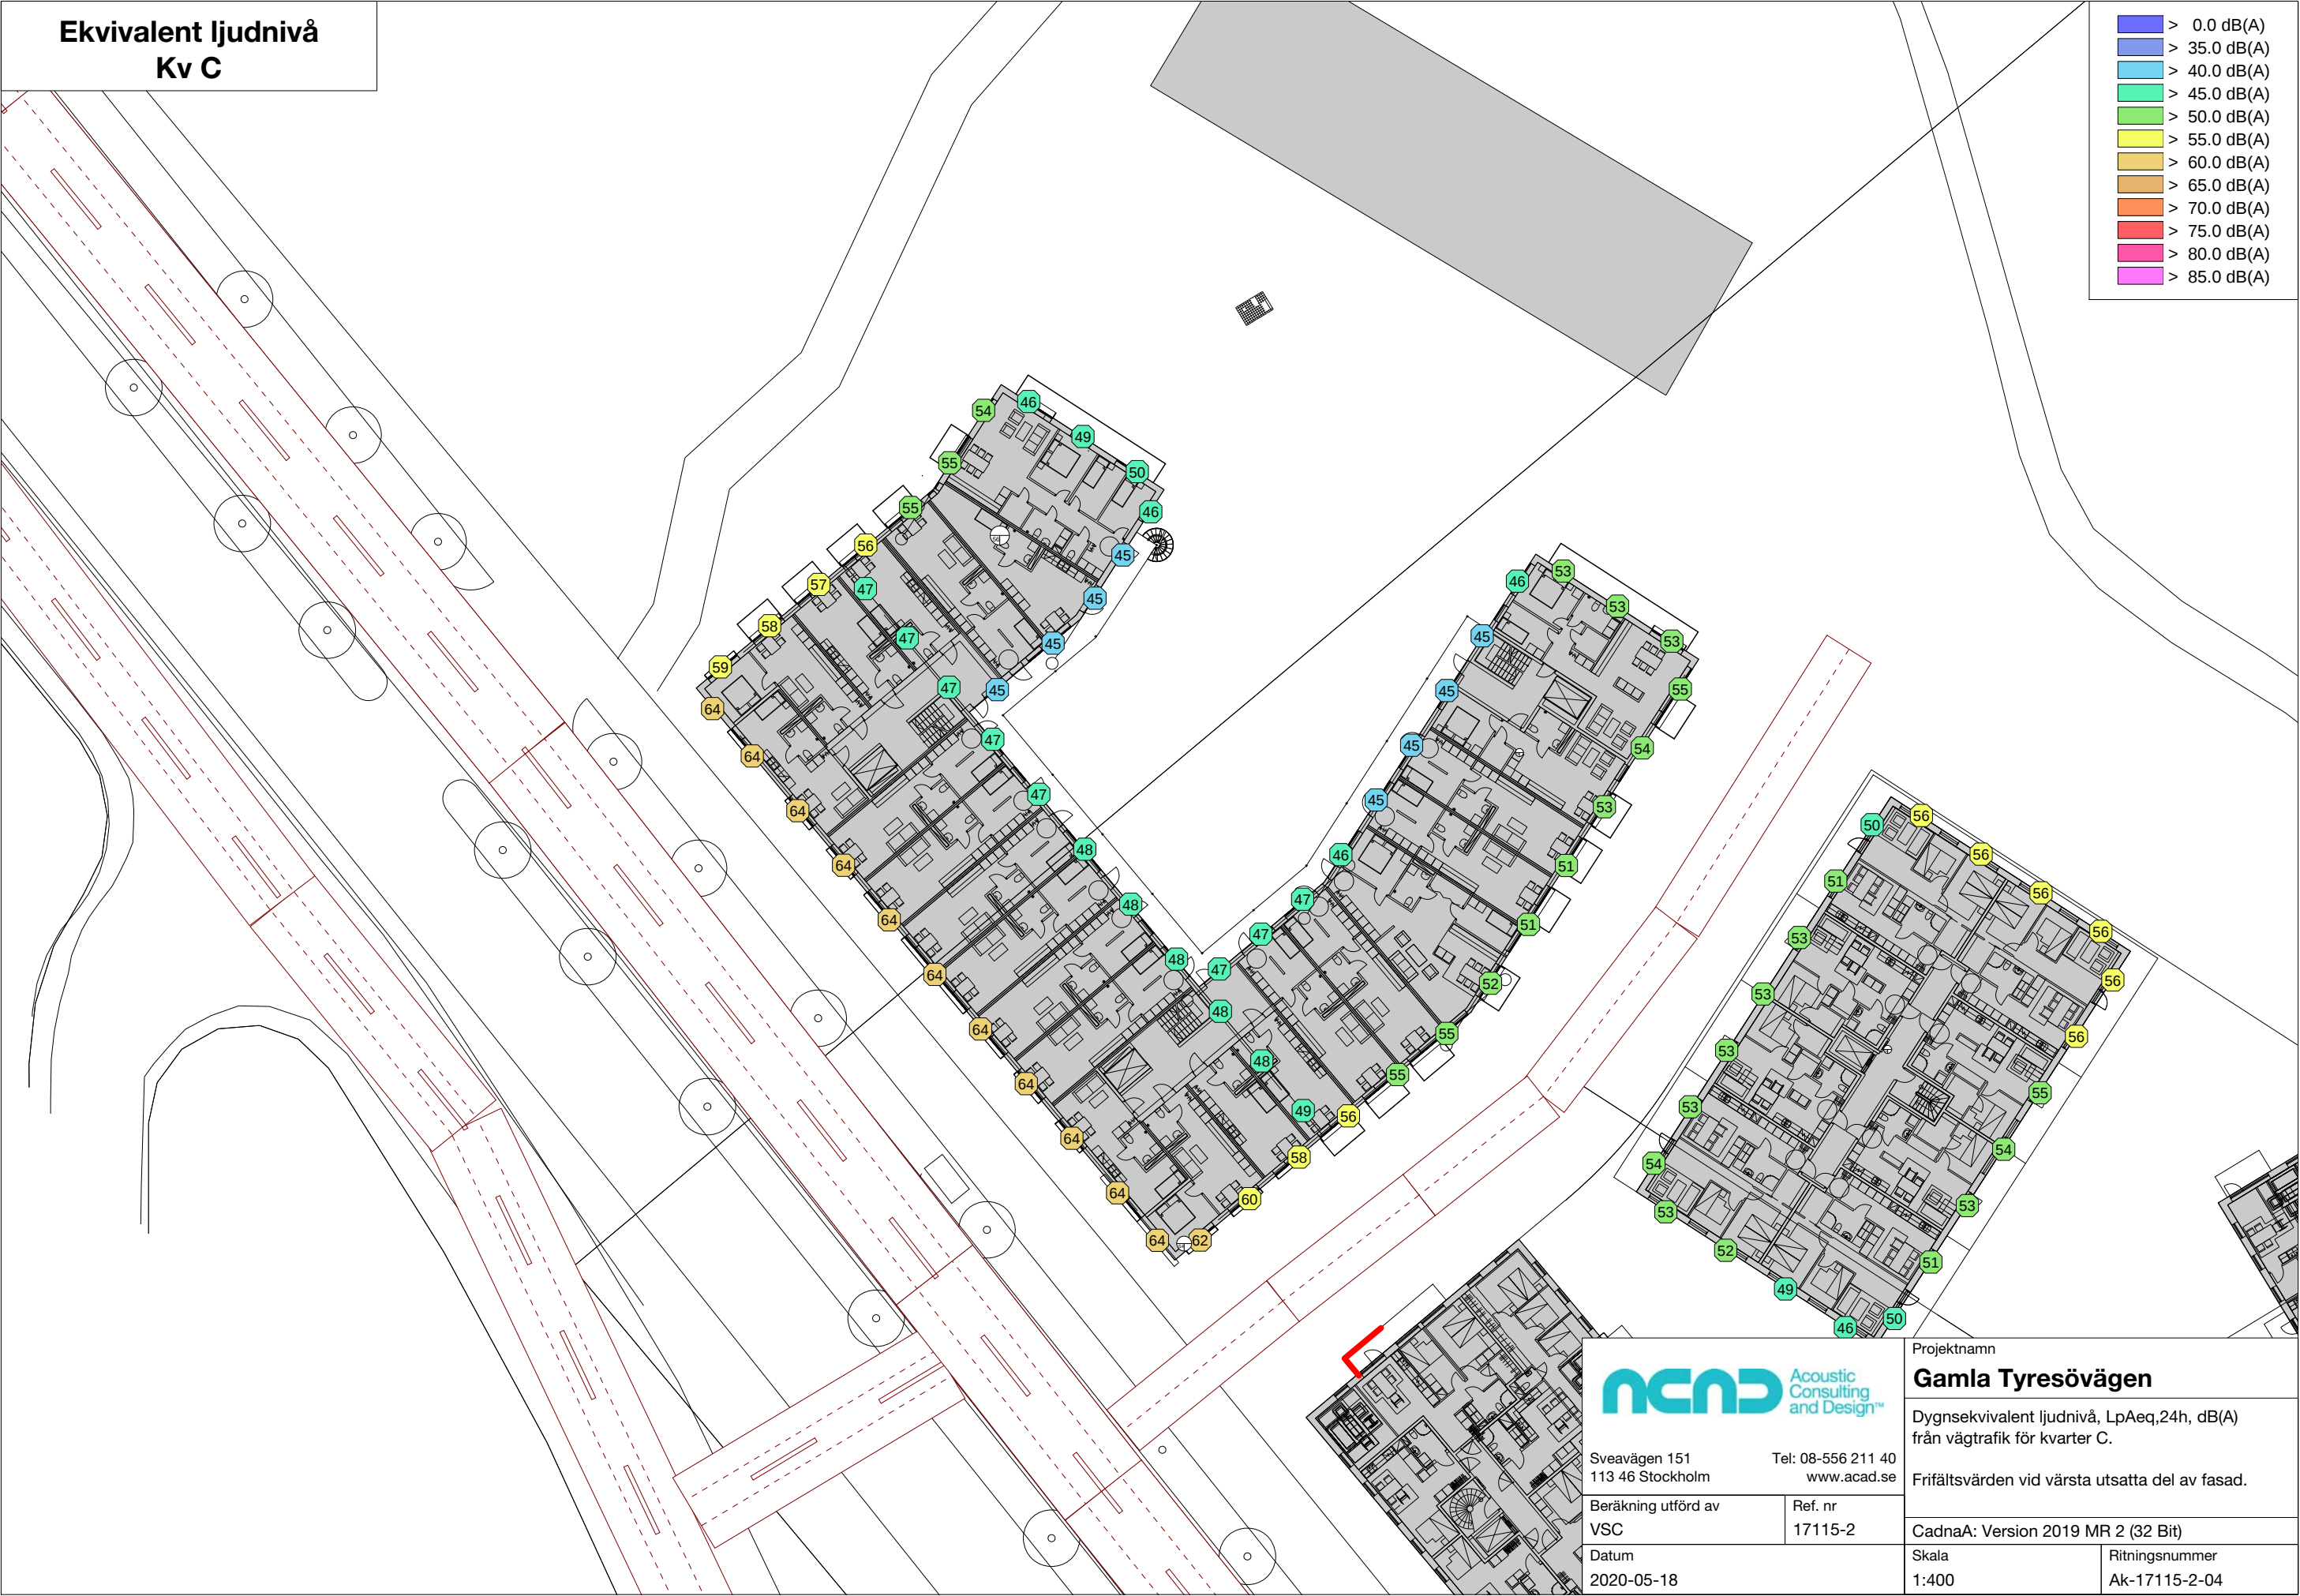 Ekvivalent ljudnivå
Kv C
> 0.0 dB(A)
> 35.0 dB(A)
> 40.0 dB(A)
> 45.0 dB(A)
> 50.0 dB(A)
> 55.0 dB(A)
> 60.0 dB(A)
> 65.0 dB(A)
> 70.0 dB(A)
> 75.0 dB(A)
> 80.0 dB(A)
> 85.0 dB(A)
46
54
49
55
50
55
46
56
45
57
47
45
58
47
45
59
47
45
64
47
64
47
64
48
64
48
64
48
64
64
64
64
64
64
62
60
58
56
49
48
48
55
55
52
51
51
53
54
55
53
53
53
46
45
45
45
45
46
47
47
47
50
56
56
56
56
56
56
55
54
53
51
50
46
49
52
53
54
53
53
53
53
51
ACAD
Acoustic
Consulting
and Design™
Sveavägen 151
113 46 Stockholm
Tel: 08-556 211 40
www.acad.se
Beräkning utförd av
VSC
Ref. nr
17115-2
Datum
2020-05-18
Projektnamn
Gamla Tyresövägen
Dygnsekvivalent ljudnivå, LpAeq,24h, dB(A)
från vägtrafik för kvarter C.
Frifältsvärden vid värsta utsatta del av fasad.
CadnaA: Version 2019 MR 2 (32 Bit)
Skala
1:400
Ritningsnummer
Ak-17115-2-04